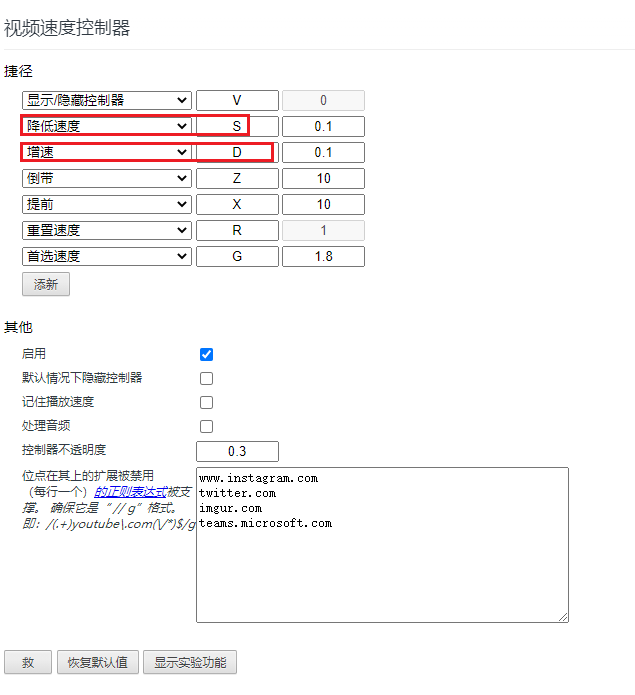 视频速度控制器
捷径
显示/隐藏控制器 V 0
降低速度 S 0.1
增速 D 0.1
倒带 Z 10
提前 X 10
重置速度 R 1
首选速度 G 1.8
添新
其他
启用
默认情况下隐藏控制器
记住播放速度
处理音频
控制器不透明度 0.3
位点在其上的扩展被禁用
（每行一个）的正则表达式被支
撑。 确保它是 “ // g” 格式。
即：/(.+)youtube\.com(\/*)$/g
www.instagram.com
twitter.com
imgur.com
teams.microsoft.com
救 恢复默认值 显示实验功能